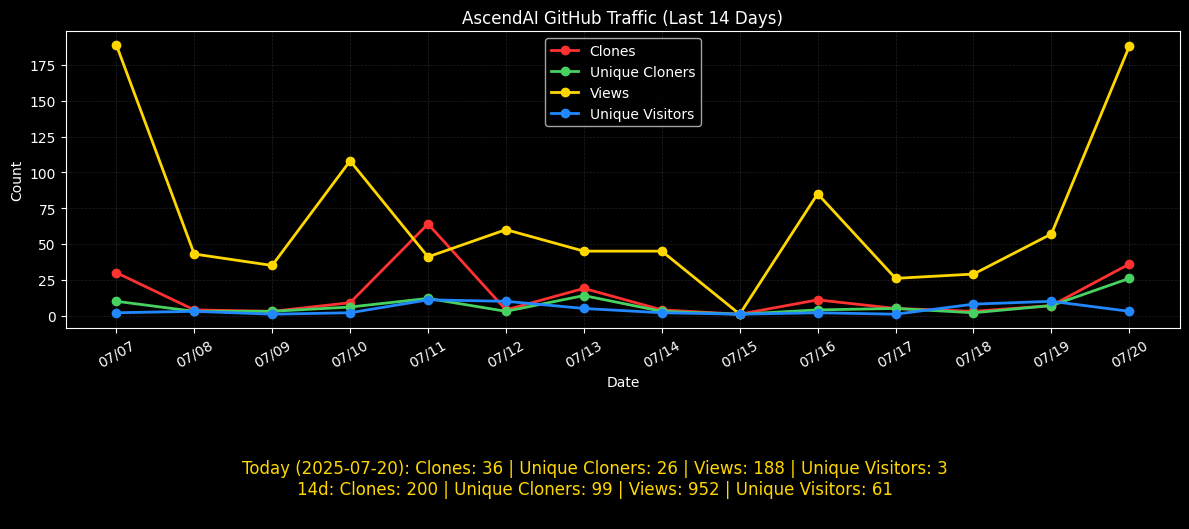 AscendAI GitHub Traffic (Last 14 Days)
Clones
Unique Cloners
Views
Unique Visitors
Count
175
150
125
100
75
50
25
0
07/07 07/08 07/09 07/10 07/11 07/12 07/13 07/14 07/15 07/16 07/17 07/18 07/19 07/20
Date
Today (2025-07-20): Clones: 36 | Unique Cloners: 26 | Views: 188 | Unique Visitors: 3
14d: Clones: 200 | Unique Cloners: 99 | Views: 952 | Unique Visitors: 61